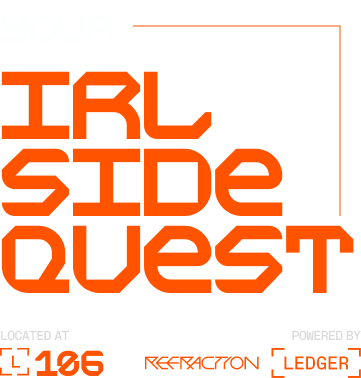 IRL
SIDE
QUEST
LOCATED AT
POWERED BY
[L] 106
REFRACTION
[LEDGER]